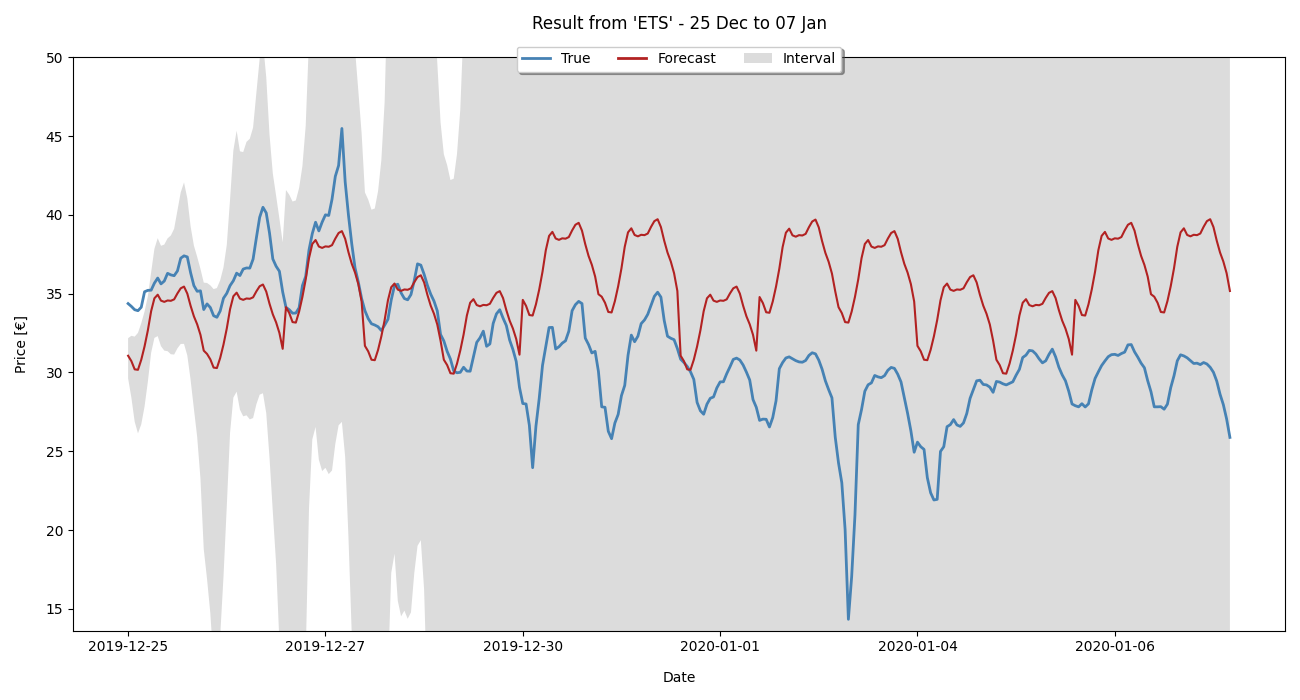 Result from 'ETS' - 25 Dec to 07 Jan
True Forecast Interval
50
45
40
35
30
25
20
15
Price [€]
2019-12-25 2019-12-27 2019-12-30 2020-01-01 2020-01-04 2020-01-06
Date